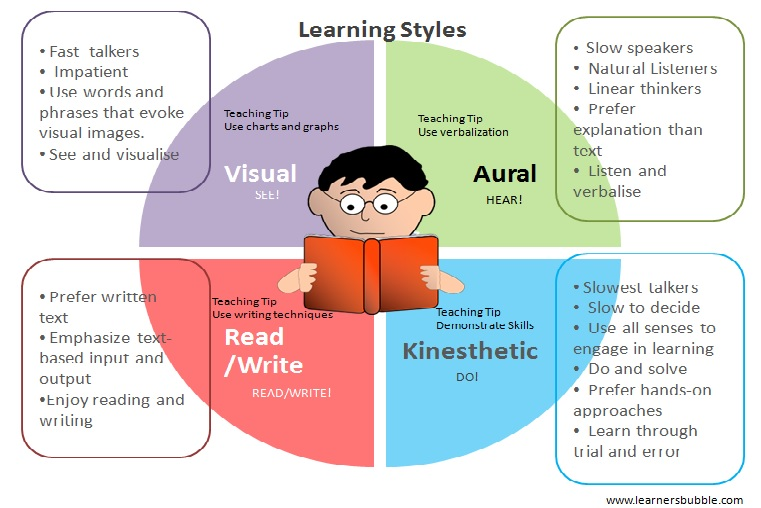 Learning Styles
• Fast talkers
• Impatient
• Use words and
phrases that evoke
visual images.
• See and visualise
Teaching Tip
Use charts and graphs
Visual
SEE!
Teaching Tip
Use verbalization
Aural
HEAR!
• Slow speakers
• Natural Listeners
• Linear thinkers
• Prefer
explanation than
text
• Listen and
verbalise
• Prefer written
text
• Emphasize text-
based input and
output
•Enjoy reading and
writing
Teaching Tip
Use writing techniques
Read
/Write
READ/WRITE!
Teaching Tip
Demonstrate Skills
Kinesthetic
DO!
• Slowest talkers
• Slow to decide
• Use all senses to
engage in learning
• Do and solve
• Prefer hands-on
approaches
• Learn through
trial and error
www.learnersbubble.com